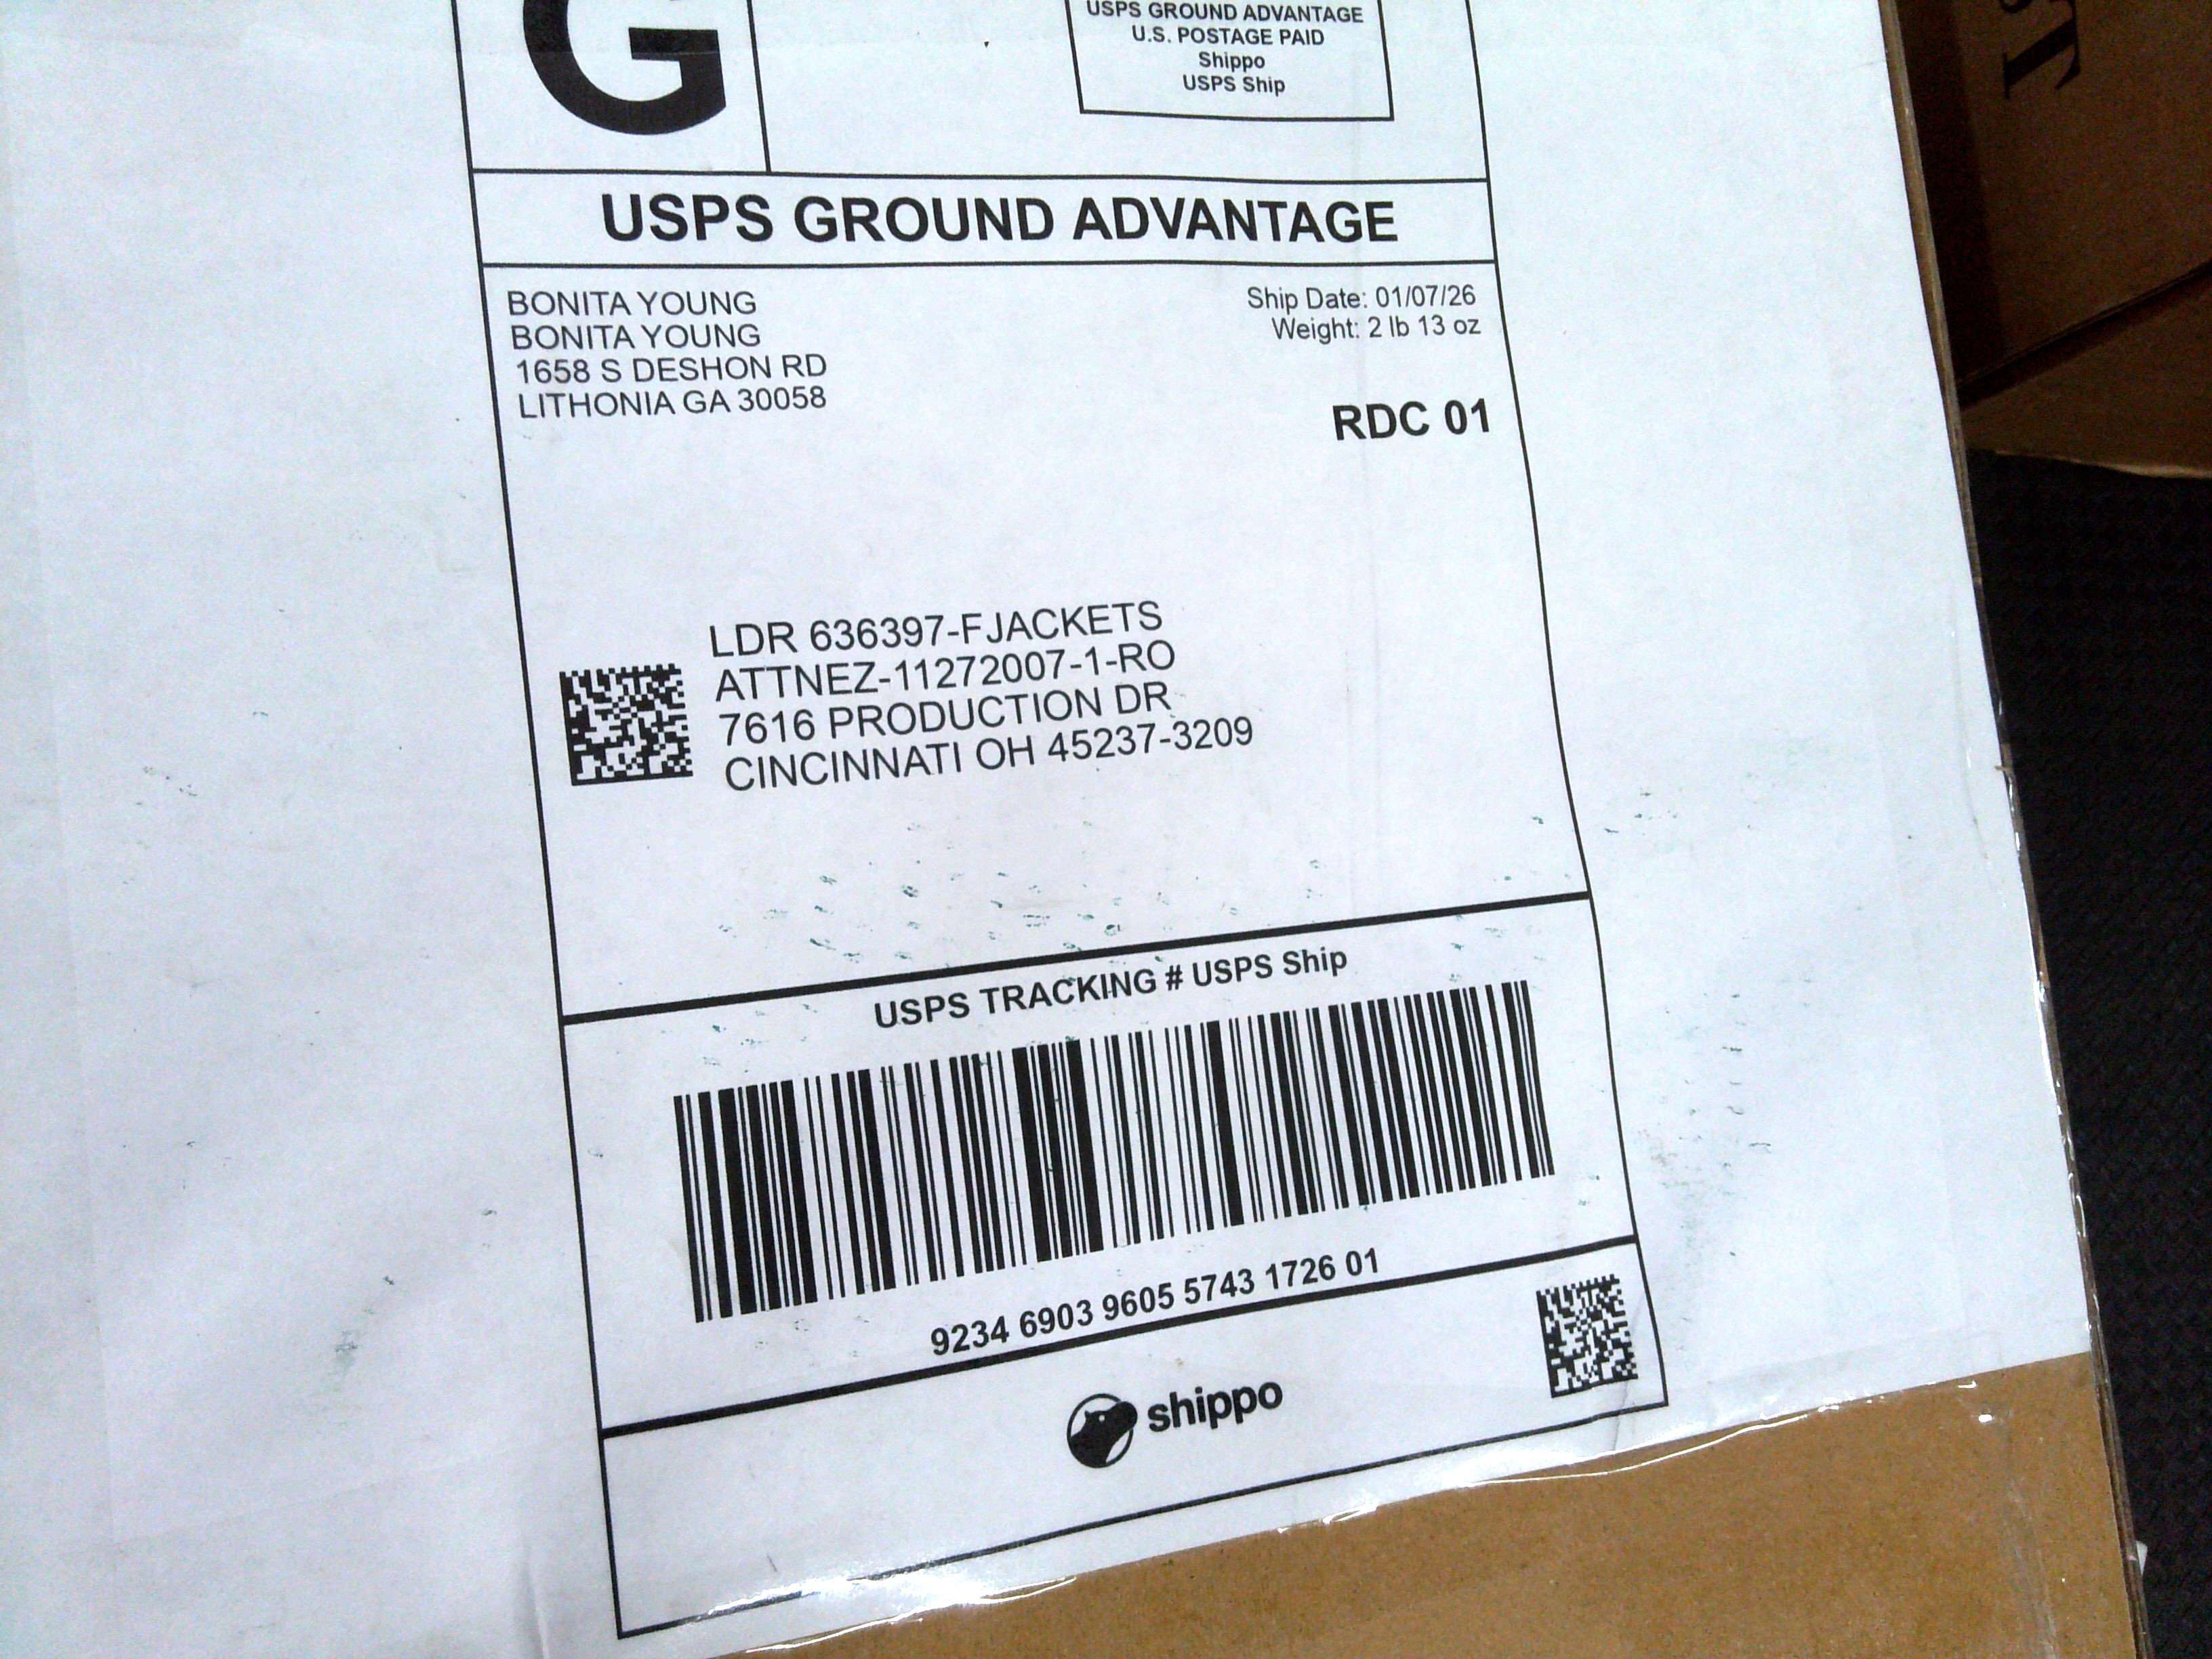 G
USPS GROUND ADVANTAGE
U.S. POSTAGE PAID
Shippo
USPS Ship
USPS GROUND ADVANTAGE
BONITA YOUNG
BONITA YOUNG
1658 S DESHON RD
LITHONIA GA 30058
Ship Date: 01/07/26
Weight: 2 lb 13 oz
RDC 01
LDR 636397-FJACKETS
ATTNEZ-11272007-1-RO
7616 PRODUCTION DR
CINCINNATI OH 45237-3209
USPS TRACKING # USPS Ship
9234 6903 9605 5743 1726 01
shippo